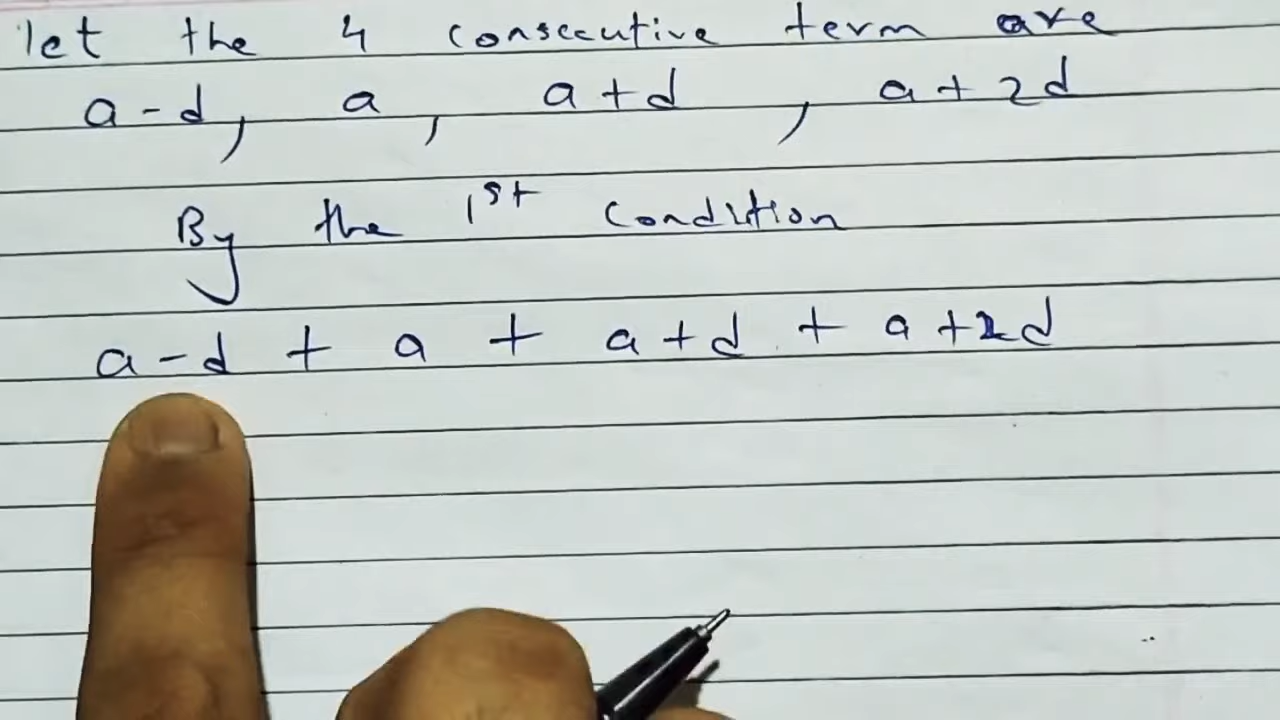 let the 4 consecutive term are
a - d, a, a + d, a + 2d
By the 1st condition
a - d + a + a + d + a + 2d